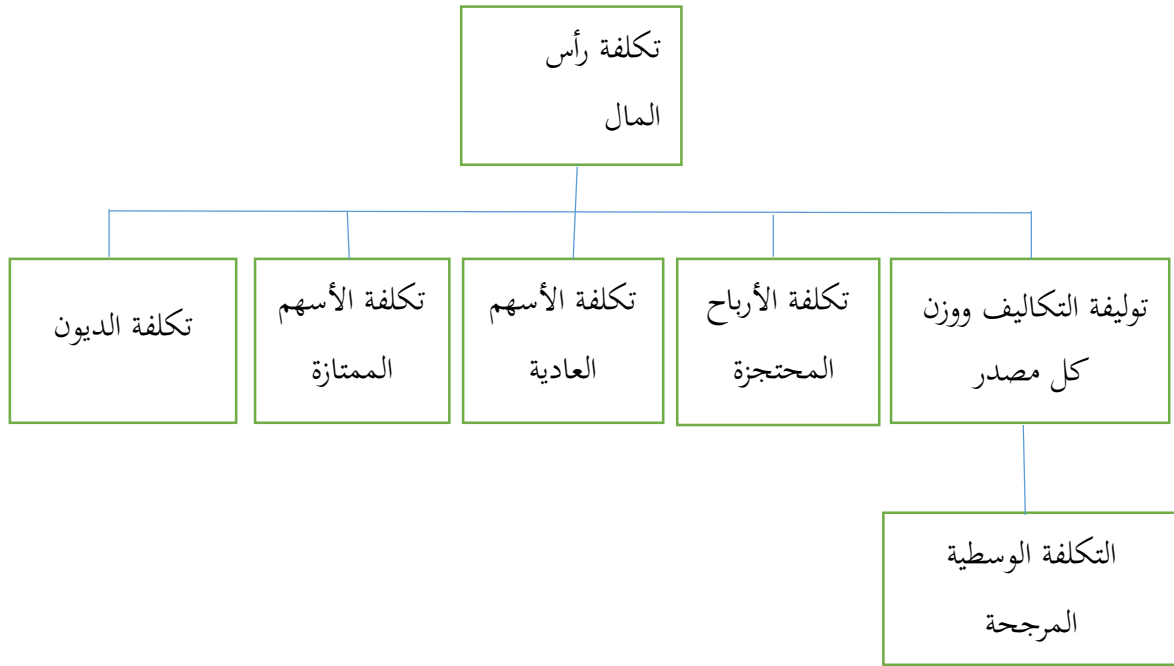 تكلفة رأس
المال
توليفة التكاليف ووزن
كل مصدر
تكلفة الأرباح
المحتجزة
تكلفة الأسهم
العادية
تكلفة الأسهم
الممتازة
تكلفة الديون
التكلفة الوسطية
المرجحة